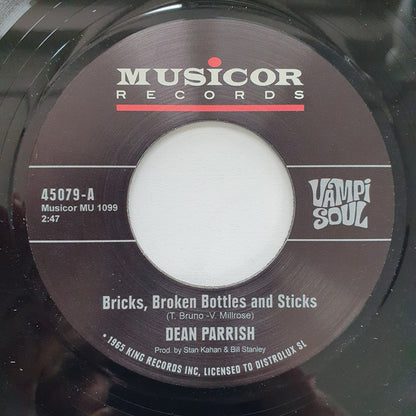 MUSICOR
RECORDS
45079-A
Musicor MU 1099
2:47
VAMPI
SOUL
Bricks, Broken Bottles and Sticks
(T. Bruno -V. Millrose)
DEAN PARRISH
Prod. by Stan Kahan & Bill Stanley
• 1965 KING RECORDS INC, LICENSED TO DISTROLUX SL